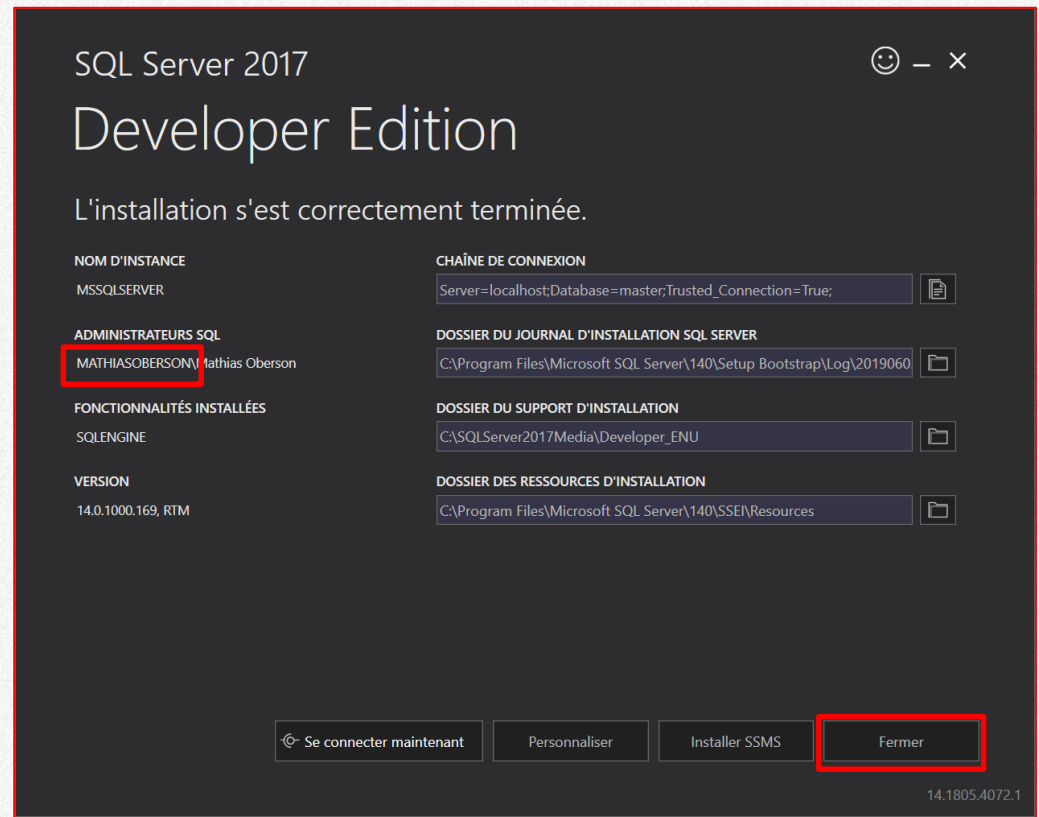 SQL Server 2017
Developer Edition
L'installation s'est correctement terminée.
NOM D'INSTANCE
MSSQLSERVER
CHAÎNE DE CONNEXION
Server=localhost;Database=master;Trusted_Connection=True;
ADMINISTRATEURS SQL
MATHIASOBERSON\Mathias Oberson
DOSSIER DU JOURNAL D'INSTALLATION SQL SERVER
C:\Program Files\Microsoft SQL Server\140\Setup Bootstrap\Log\2019060
FONCTIONNALITÉS INSTALLÉES
SQLENGINE
DOSSIER DU SUPPORT D'INSTALLATION
C:\SQLServer2017Media\Developer_ENU
VERSION
14.0.1000.169, RTM
DOSSIER DES RESSOURCES D'INSTALLATION
C:\Program Files\Microsoft SQL Server\140\SSEI\Resources
Se connecter maintenant
Personnaliser
Installer SSMS
Fermer
14.1805.4072.1